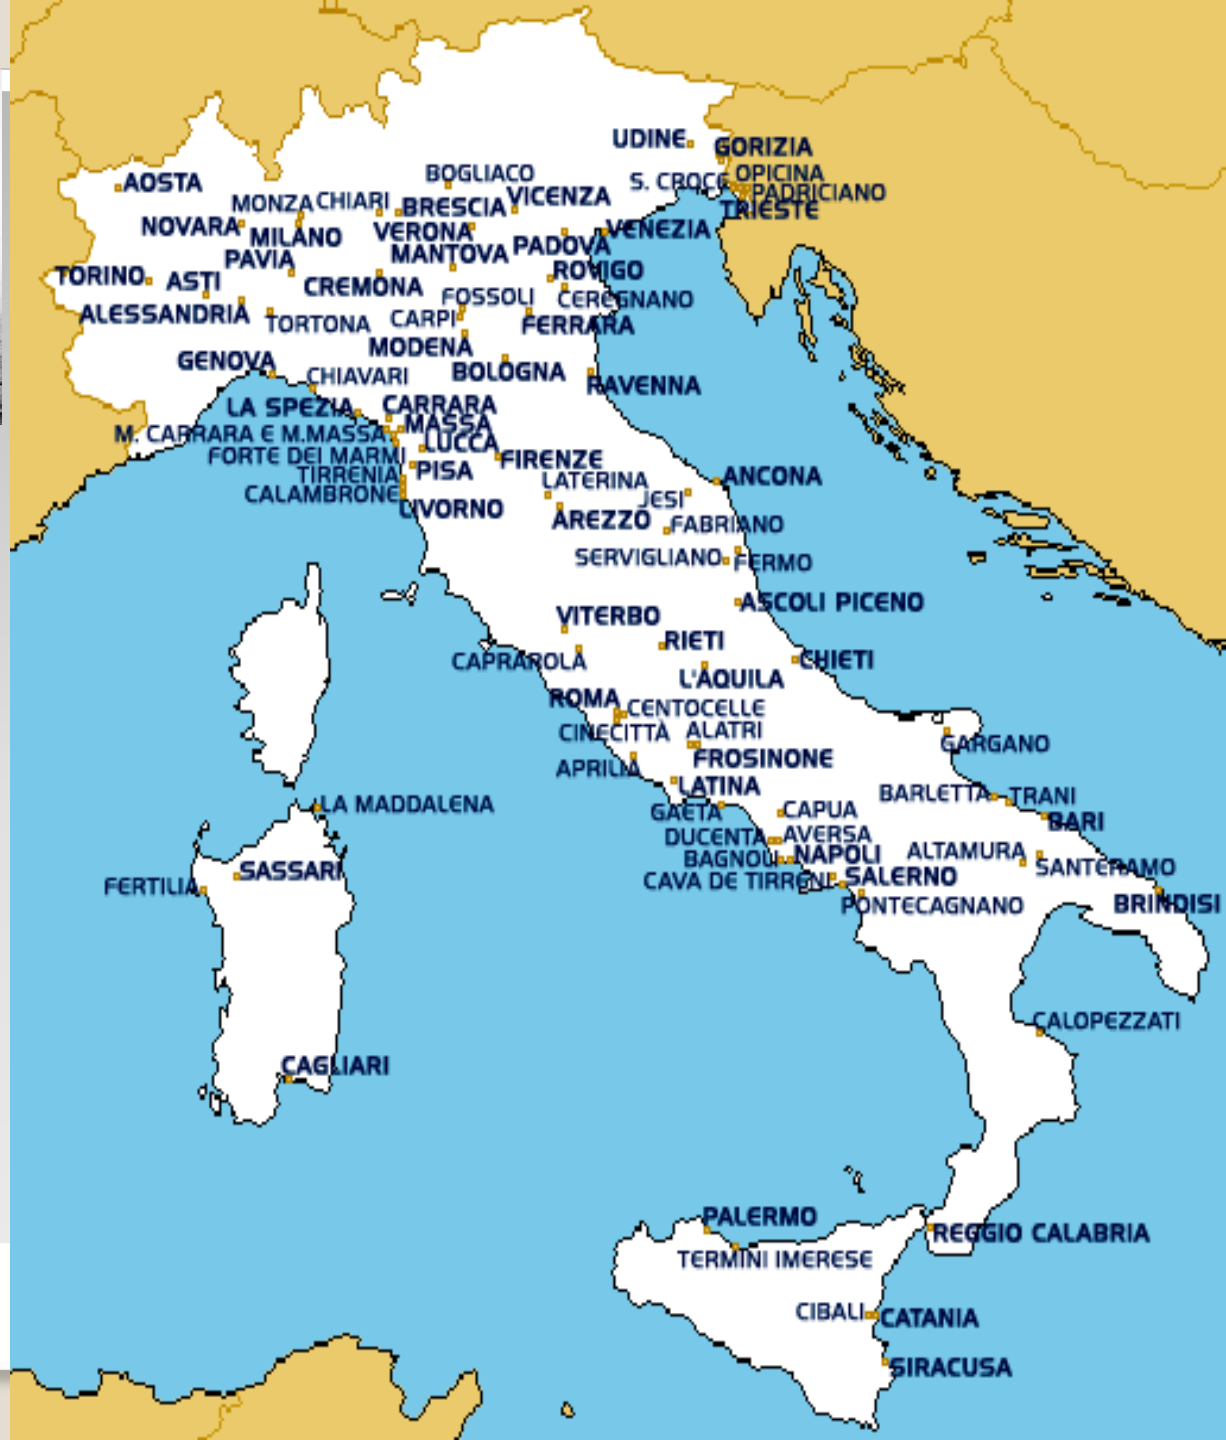 UDINE
GORIZIA
BOGLIACO
S. CROCE
OPICINA
AOSTA
PADRICIANO
MONZA
CHIARI
BRESCIA
VICENZA
TRIESTE
NOVARA
MILANO
VERONA
PADOVA
VENEZIA
PAVIA
MANTOVA
TORINO
ASTI
CREMONA
ROVIGO
FOSSOLI
CEREGNANO
ALESSANDRIA
TORTONA
CARPI
FERRARA
MODENA
GENOVA
CHIAVARI
BOLOGNA
RAVENNA
LA SPEZIA
CARRARA
MASSA
M. CARRARA E M.MASSA
LUCCA
FORTE DEI MARMI
PISA
FIRENZE
TIRRENIA
LATERINA
ANCONA
CALAMBRONE
JESI
LIVORNO
AREZZO
FABRIANO
SERVIGLIANO
FERMO
ASCOLI PICENO
VITERBO
RIETI
CAPRAROLA
CHIETI
L'AQUILA
ROMA
CENTOCELLE
CINECITTÀ
ALATRI
GARGANO
APRILIA
FROSINONE
LATINA
BARLETTA
TRANI
LA MADDALENA
GAETA
CAPUA
BARI
DUCENTA
AVERSA
BAGNOLI
NAPOLI
ALTAMURA
SANTERAMO
SASSARI
FERTILIA
CAVA DE TIRRENI
SALERNO
PONTECAGNANO
BRINDISI
CALOPEZZATI
CAGLIARI
PALERMO
REGGIO CALABRIA
TERMINI IMERESE
CIBALI
CATANIA
SIRACUSA